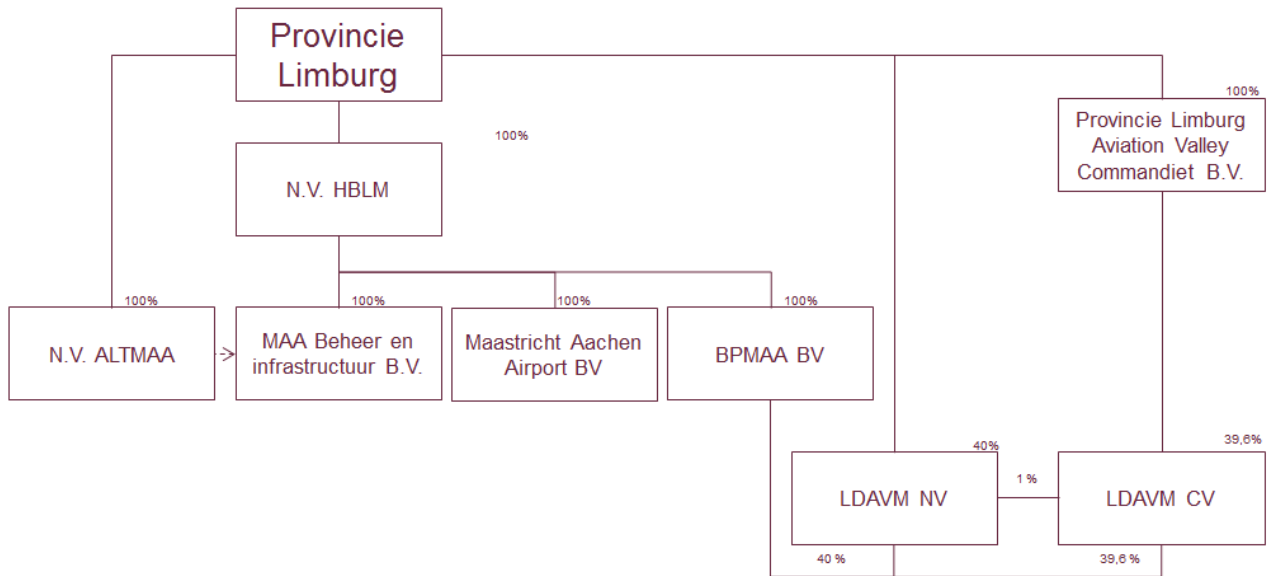 Provincie
Limburg
100%
100%
Provincie Limburg
Aviation Valley
Commandiet B.V.
N.V. HBLM
100%
100%
100%
100%
N.V. ALTMAA
MAA Beheer en
infrastructuur B.V.
Maastricht Aachen
Airport BV
BPMAA BV
40%
39,6%
LDAVM NV
1 %
LDAVM CV
40 %
39,6 %